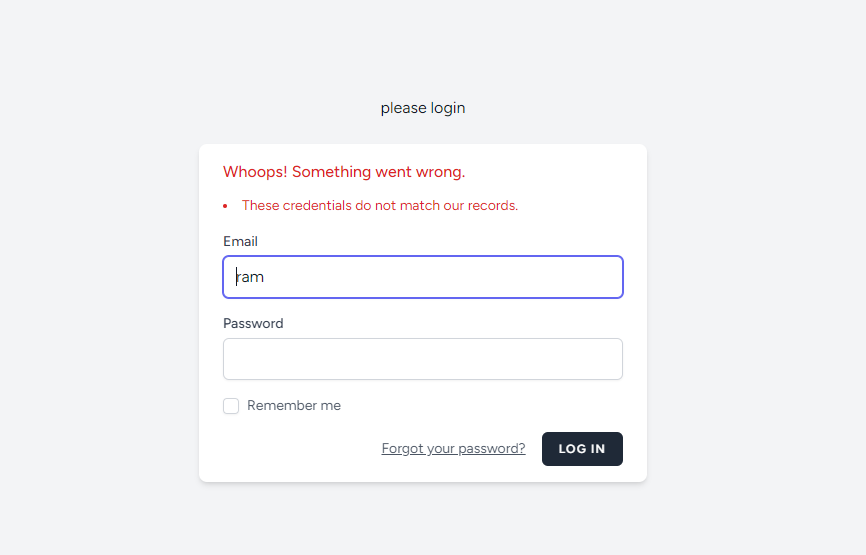 please login
Whoops! Something went wrong.
• These credentials do not match our records.
Email
ram
Password
Remember me
Forgot your password? LOG IN